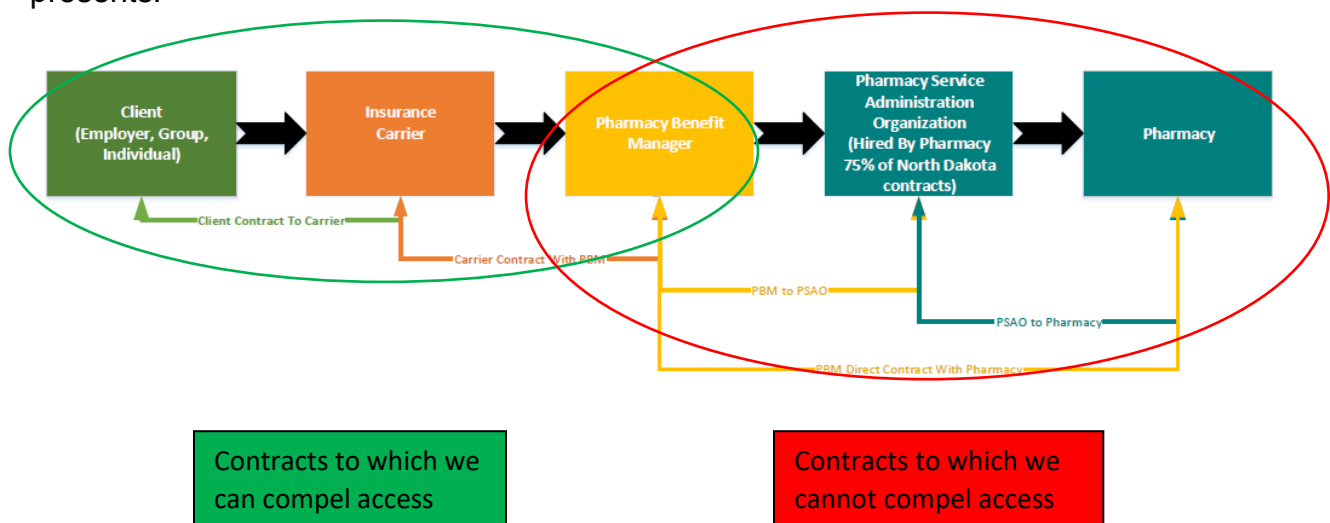 presents.
Client
(Employer, Group,
Individual)
Insurance
Carrier
Pharmacy Benefit
Manager
Pharmacy Service
Administration
Organization
(Hired By Pharmacy
75% of North Dakota
contracts)
Pharmacy
Client Contract To Carrier
Carrier Contract With PBM
PBM to PSAO
PSAO to Pharmacy
PBM Direct Contract With Pharmacy
Contracts to which we
can compel access
Contracts to which we
cannot compel access